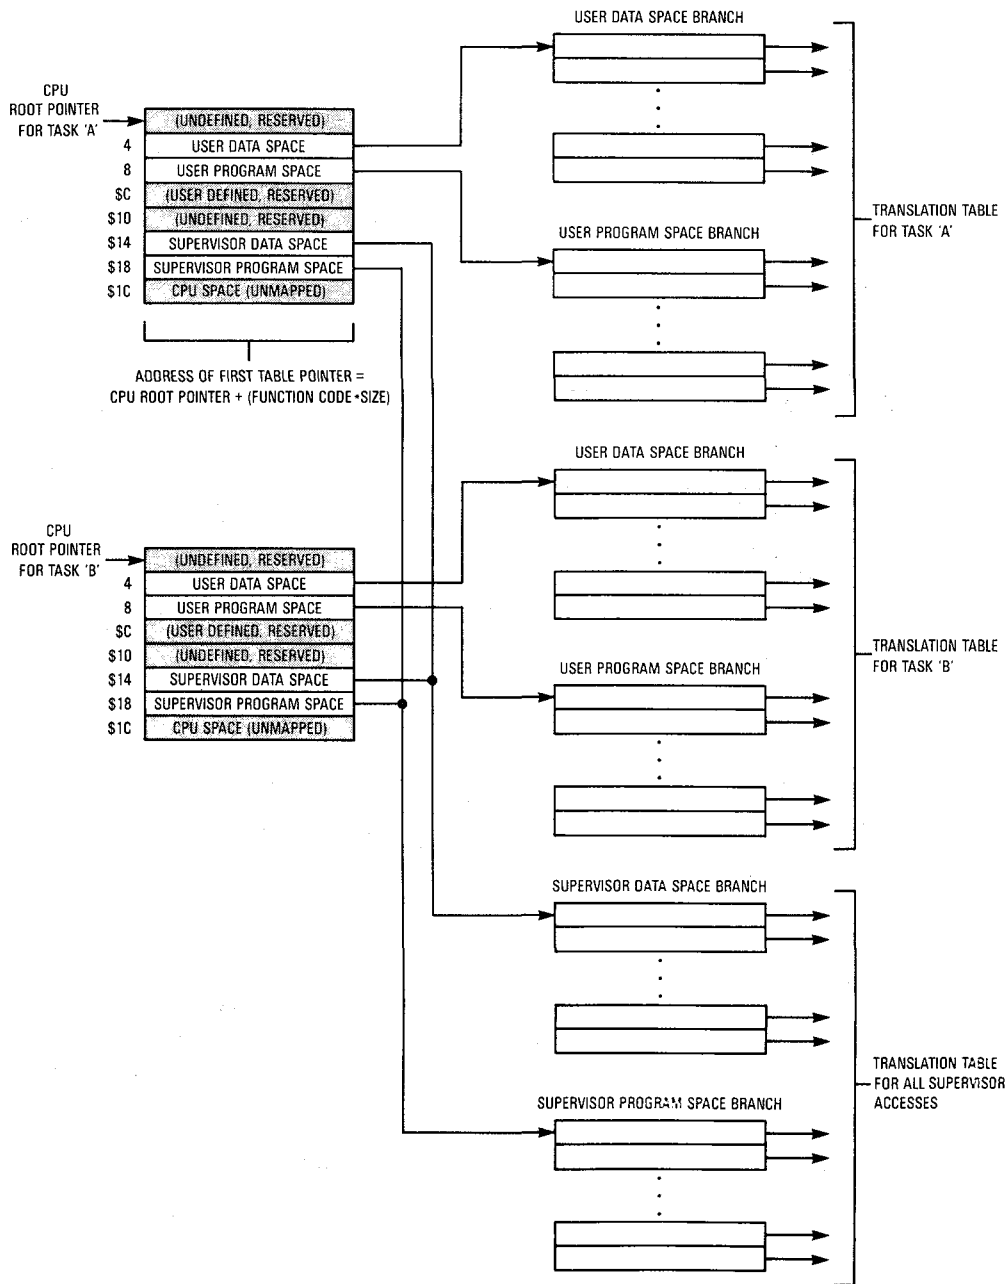 USER DATA SPACE BRANCH
CPU
ROOT POINTER
FOR TASK 'A'
(UNDEFINED, RESERVED)
4 USER DATA SPACE
8 USER PROGRAM SPACE
$C (USER DEFINED, RESERVED)
$10 (UNDEFINED, RESERVED)
$14 SUPERVISOR DATA SPACE
$18 SUPERVISOR PROGRAM SPACE
$1C CPU SPACE (UNMAPPED)
ADDRESS OF FIRST TABLE POINTER =
CPU ROOT POINTER + (FUNCTION CODE*SIZE)
USER PROGRAM SPACE BRANCH
TRANSLATION TABLE
FOR TASK 'A'
USER DATA SPACE BRANCH
CPU
ROOT POINTER
FOR TASK 'B'
(UNDEFINED, RESERVED)
4 USER DATA SPACE
8 USER PROGRAM SPACE
$C (USER DEFINED, RESERVED)
$10 (UNDEFINED, RESERVED)
$14 SUPERVISOR DATA SPACE
$18 SUPERVISOR PROGRAM SPACE
$1C CPU SPACE (UNMAPPED)
USER PROGRAM SPACE BRANCH
TRANSLATION TABLE
FOR TASK 'B'
SUPERVISOR DATA SPACE BRANCH
SUPERVISOR PROGRAM SPACE BRANCH
TRANSLATION TABLE
FOR ALL SUPERVISOR
ACCESSES